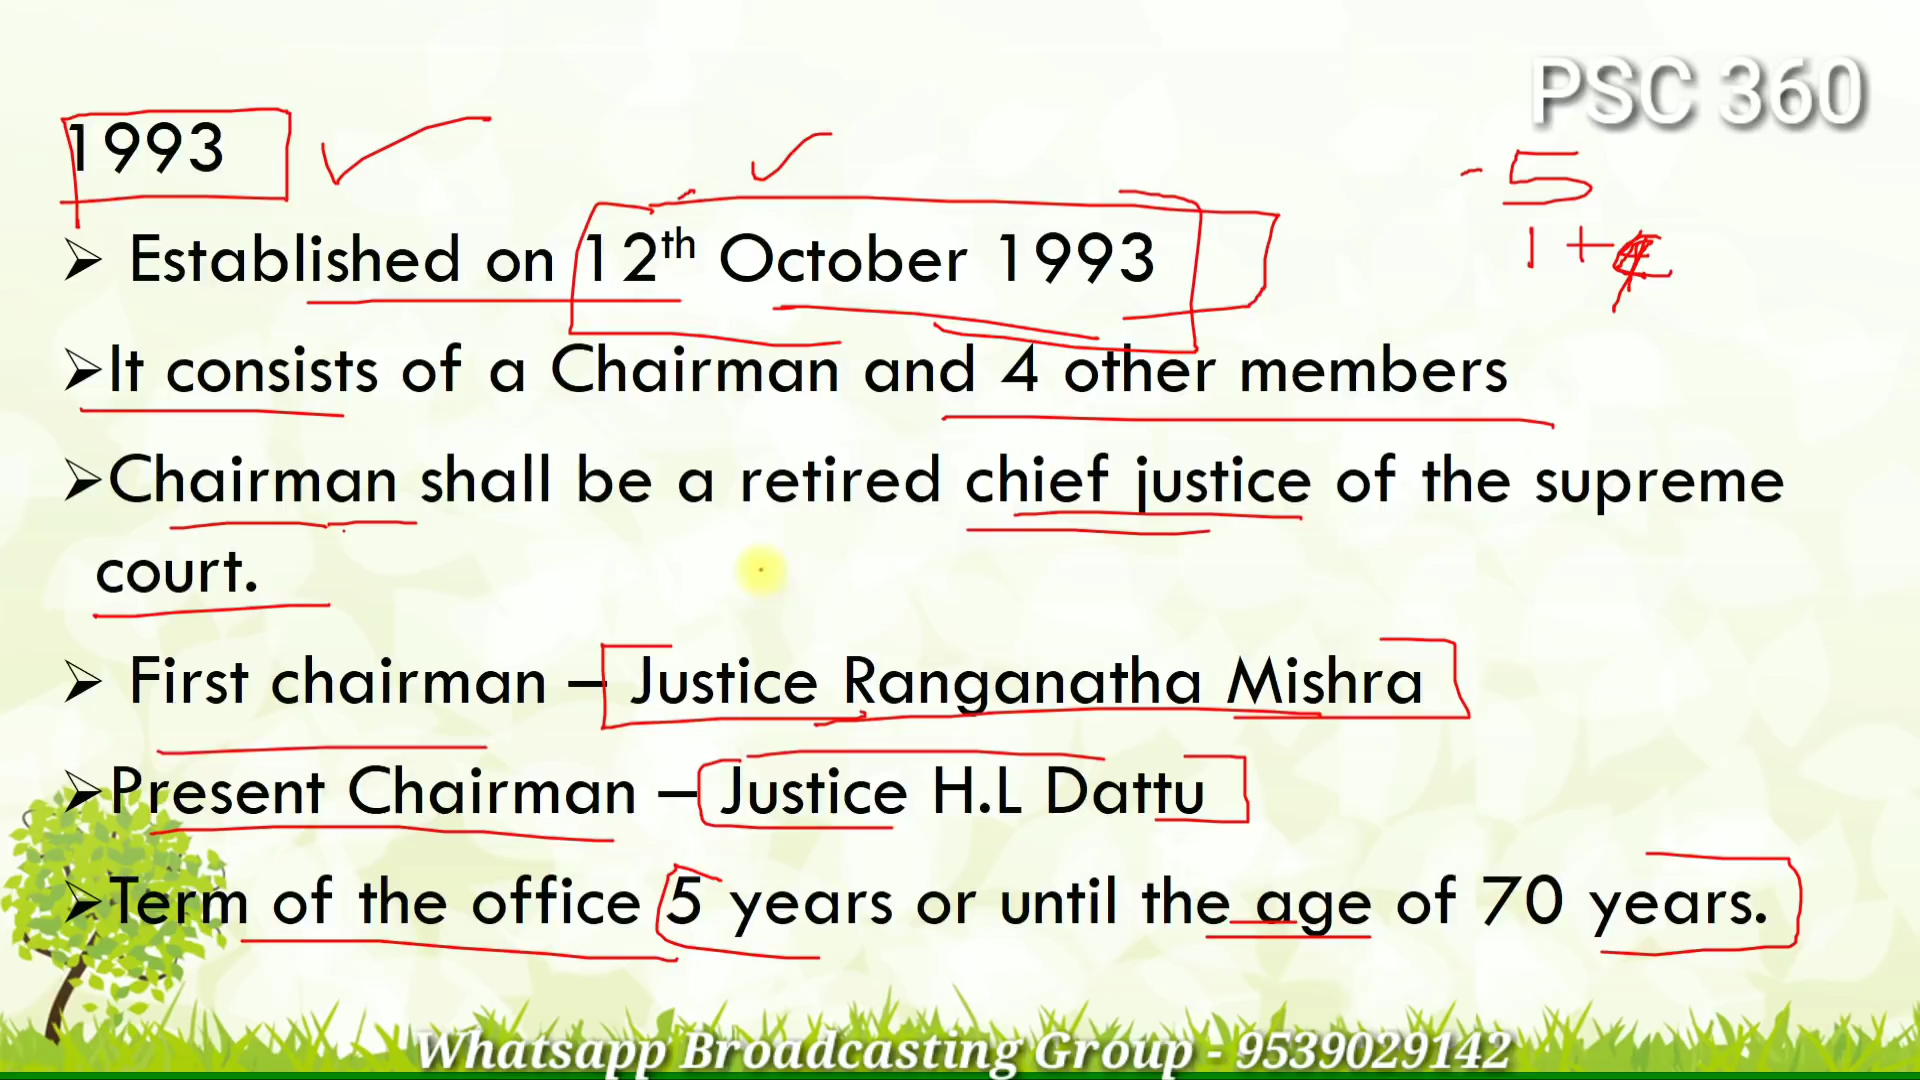 PSC 360
1993
- 5
➢ Established on 12th October 1993
1 +
➢It consists of a Chairman and 4 other members
➢Chairman shall be a retired chief justice of the supreme
court.
➢ First chairman – Justice Ranganatha Mishra
➢Present Chairman – Justice H.L Dattu
➢Term of the office 5 years or until the age of 70 years.
Whatsapp Broadcasting Group - 9539029142